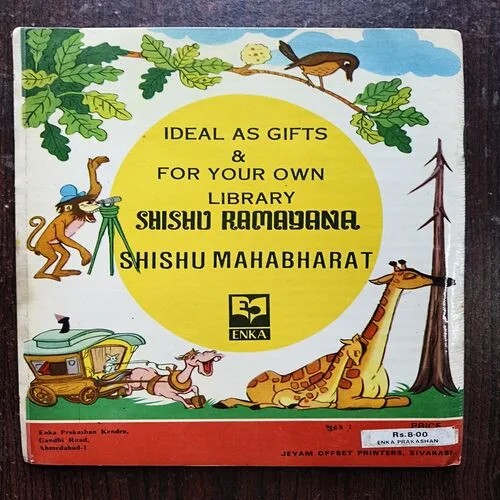 IDEAL AS GIFTS
&
FOR YOUR OWN
LIBRARY
SHISHU RAMAYANA
SHISHU MAHABHARAT
ENKA
Enka Prakashan Kendra,
Gandhi Road,
Ahmedabad-1
PRICE
Rs.8-00
ENKA PRAKASHAN
JEYAM OFFSET PRINTERS, SIVAKASI